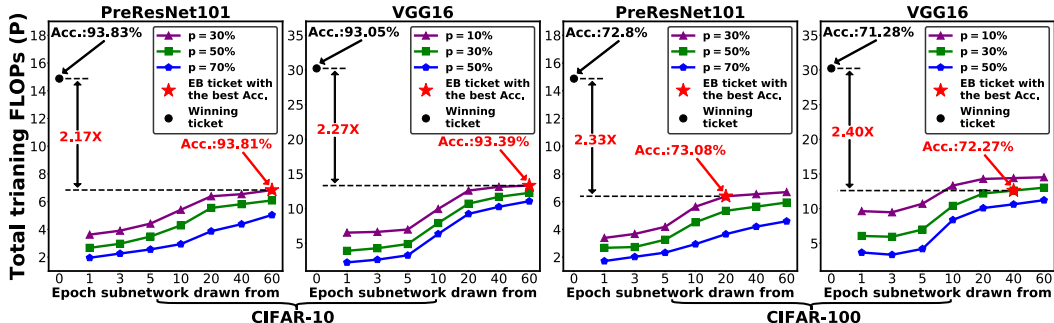 Total trianing FLOPs (P)
PreResNet101
18
16
14
12
10
8
6
4
2
Acc.:93.83%
p = 30%
p = 50%
p = 70%
EB ticket with
the best Acc.
Winning
ticket
2.17X
Acc.:93.81%
0 1 3 5 10 20 40 60
Epoch subnetwork drawn from
VGG16
35
30
25
20
15
10
5
Acc.:93.05%
p = 10%
p = 30%
p = 50%
EB ticket with
the best Acc.
Winning
ticket
2.27X
Acc.:93.39%
0 1 3 5 10 20 40 60
Epoch subnetwork drawn from
CIFAR-10
PreResNet101
18
16
14
12
10
8
6
4
2
Acc.:72.8%
p = 30%
p = 50%
p = 70%
EB ticket with
the best Acc.
Winning
ticket
2.33X
Acc.:73.08%
0 1 3 5 10 20 40 60
Epoch subnetwork drawn from
VGG16
35
30
25
20
15
10
5
Acc.:71.28%
p = 10%
p = 30%
p = 50%
EB ticket with
the best Acc.
Winning
ticket
2.40X
Acc.:72.27%
0 1 3 5 10 20 40 60
Epoch subnetwork drawn from
CIFAR-100